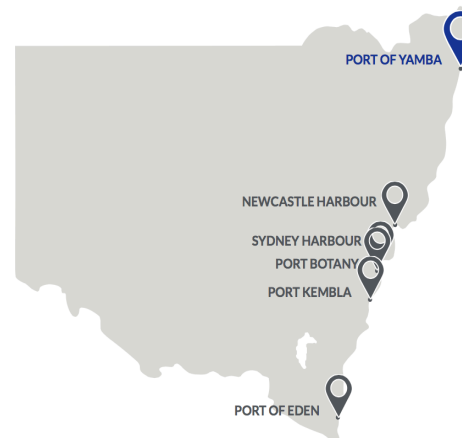 PORT OF YAMBA
NEWCASTLE HARBOUR
SYDNEY HARBOUR
PORT BOTANY
PORT KEMBLA
PORT OF EDEN